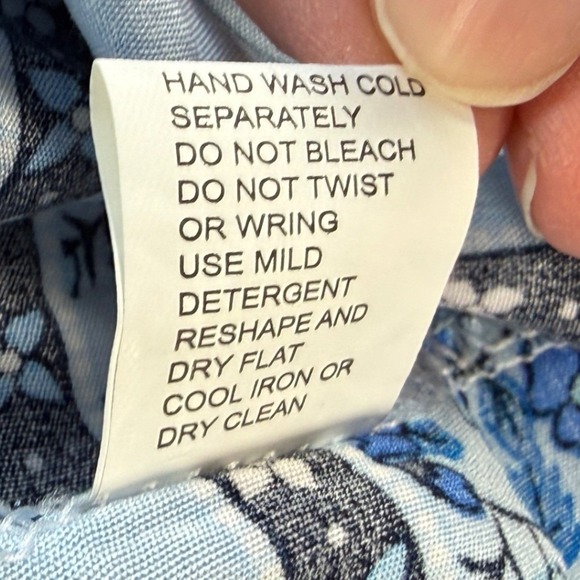 HAND WASH COLD
SEPARATELY
DO NOT BLEACH
DO NOT TWIST
OR WRING
USE MILD
DETERGENT
RESHAPE AND
DRY FLAT
COOL IRON OR
DRY CLEAN